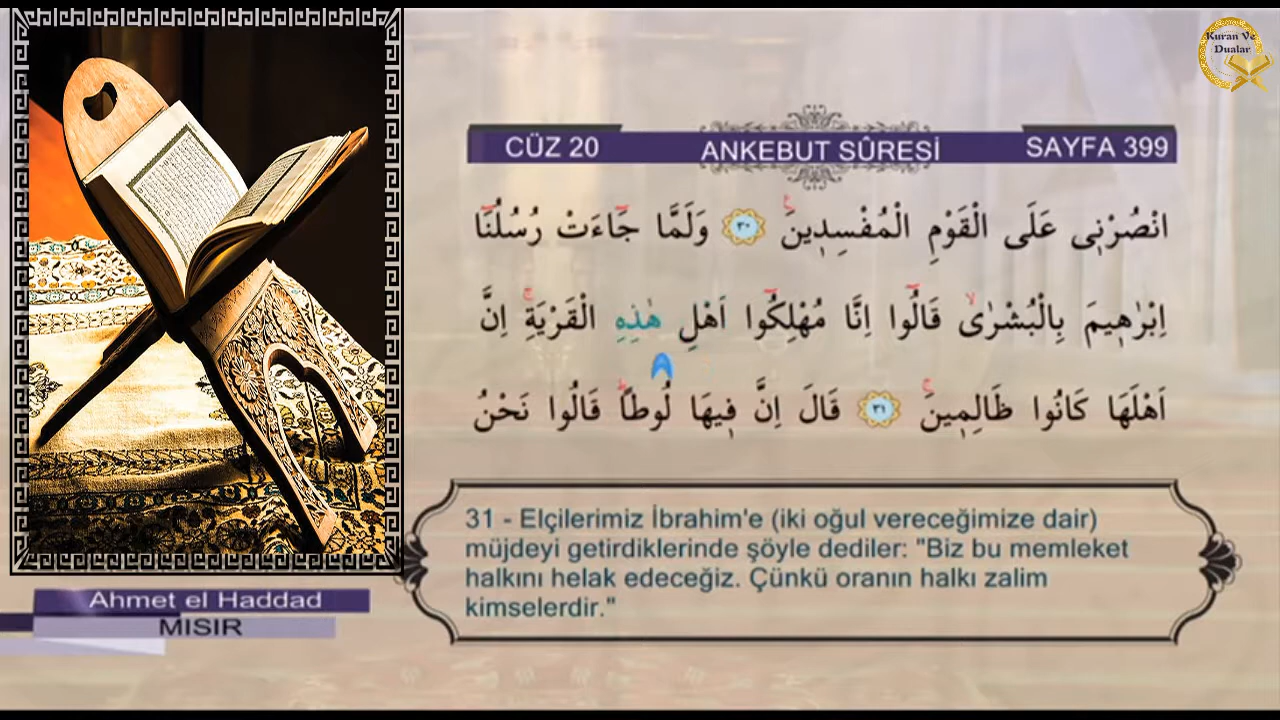 Kuran Ve
Dualar
CÜZ 20 ANKEBUT SÛRESİ SAYFA 399
انْصُرْنٖي عَلَى الْقَوْمِ الْمُفْسِدٖينَۚ ﴿٣٠﴾ وَلَمَّا جَٓاءَتْ رُسُلُنَٓا
اِبْرٰهٖيمَ بِالْبُشْرٰىۙ قَالُٓوا اِنَّا مُهْلِكُٓوا اَهْلِ هٰذِهِ الْقَرْيَةِۚ اِنَّ
اَهْلَهَا كَانُوا ظَالِمٖينَۚ ﴿٣١﴾ قَالَ اِنَّ فٖيهَا لُوطاًؕ قَالُوا نَحْنُ
31 - Elçilerimiz İbrahim'e (iki oğul vereceğimize dair)
müjdeyi getirdiklerinde şöyle dediler: "Biz bu memleket
halkını helak edeceğiz. Çünkü oranın halkı zalim
kimselerdir."
Ahmet el Haddad
MISIR